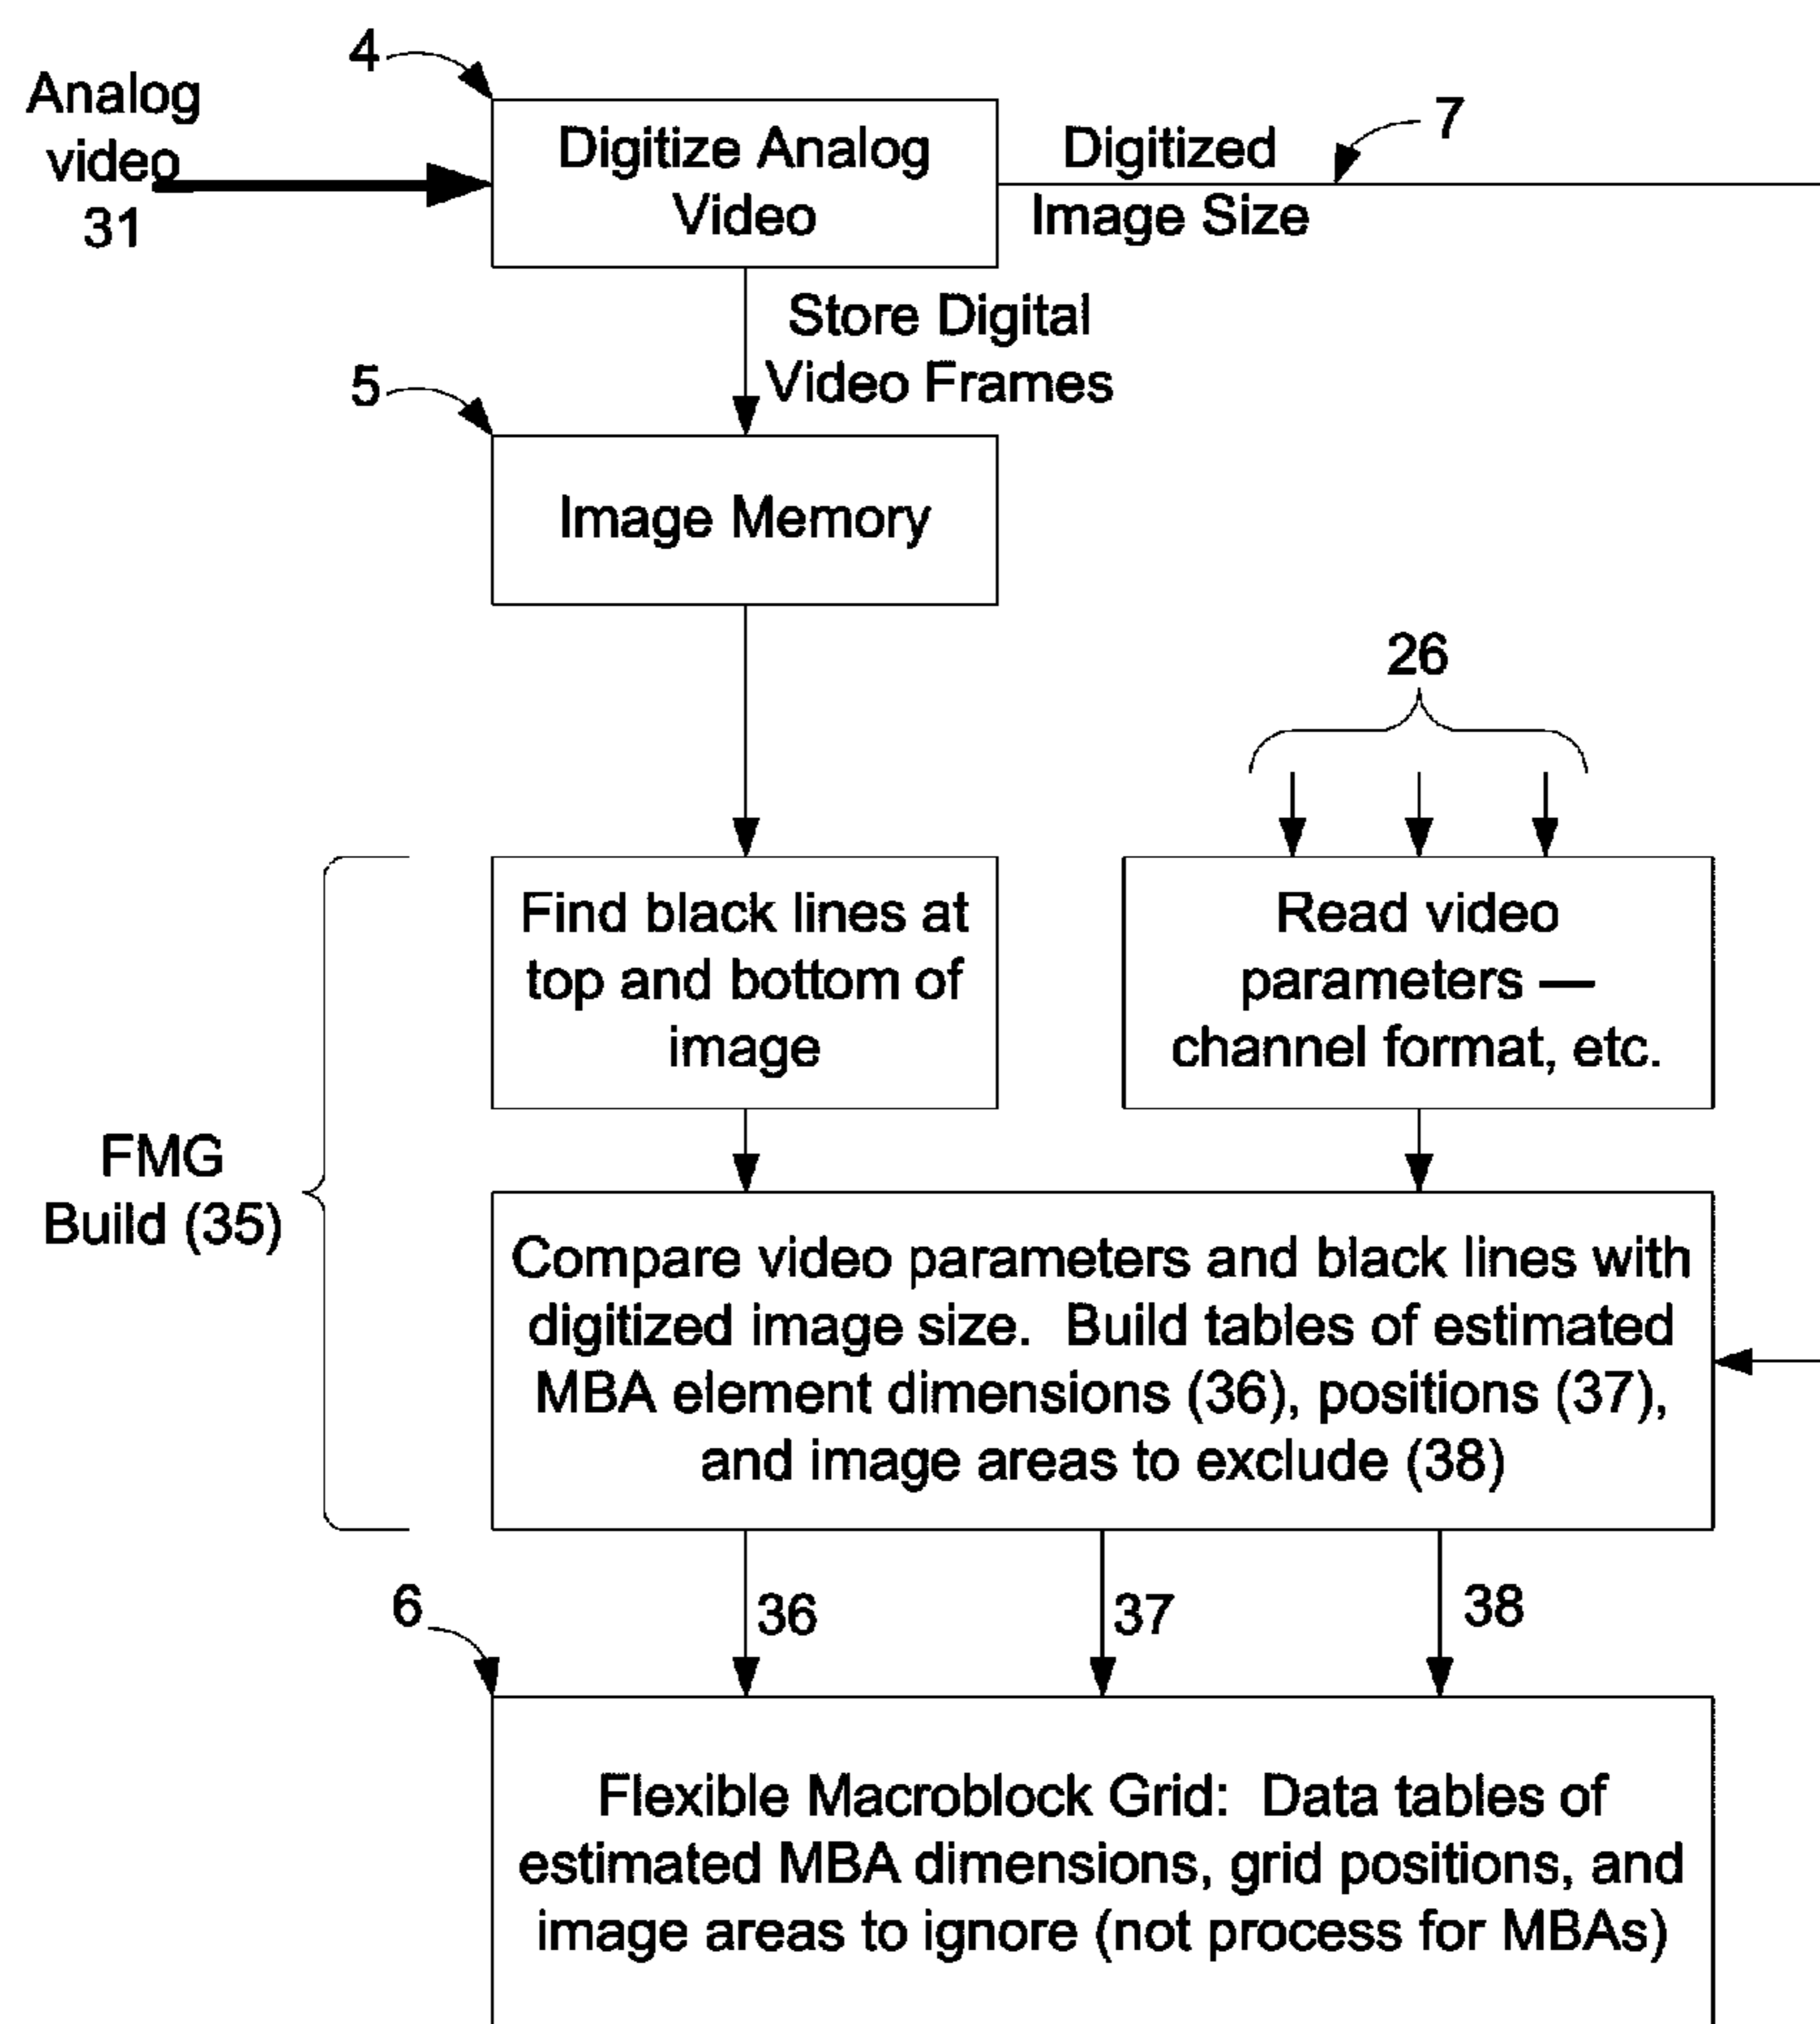 4
Analog
video
31
Digitize Analog
Video
Digitized
Image Size
7
Store Digital
Video Frames
5
Image Memory
26
Find black lines at
top and bottom of
image
Read video
parameters —
channel format, etc.
FMG
Build (35)
Compare video parameters and black lines with
digitized image size. Build tables of estimated
MBA element dimensions (36), positions (37),
and image areas to exclude (38)
6
36
37
38
Flexible Macroblock Grid: Data tables of
estimated MBA dimensions, grid positions, and
image areas to ignore (not process for MBAs)